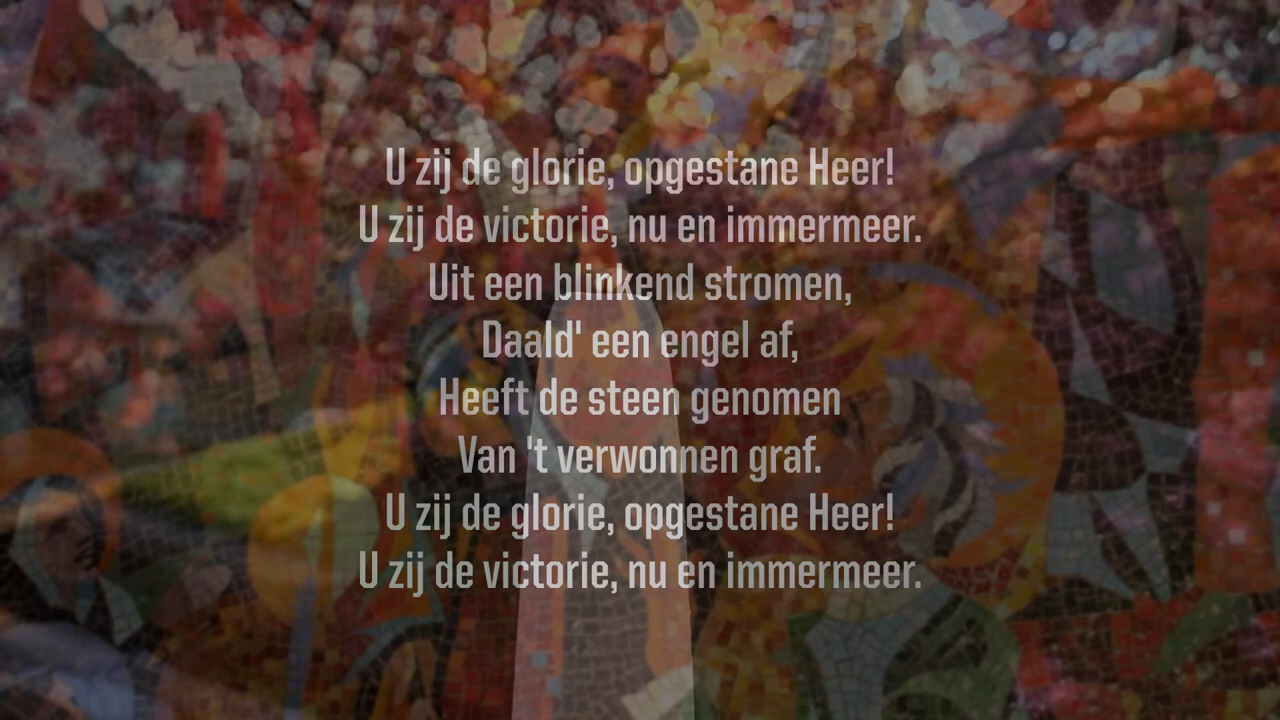 U zij de glorie, opgestane Heer!
U zij de victorie, nu en immermeer.
Uit een blinkend stromen,
Daald' een engel af,
Heeft de steen genomen
Van 't verwonnen graf.
U zij de glorie, opgestane Heer!
U zij de victorie, nu en immermeer.